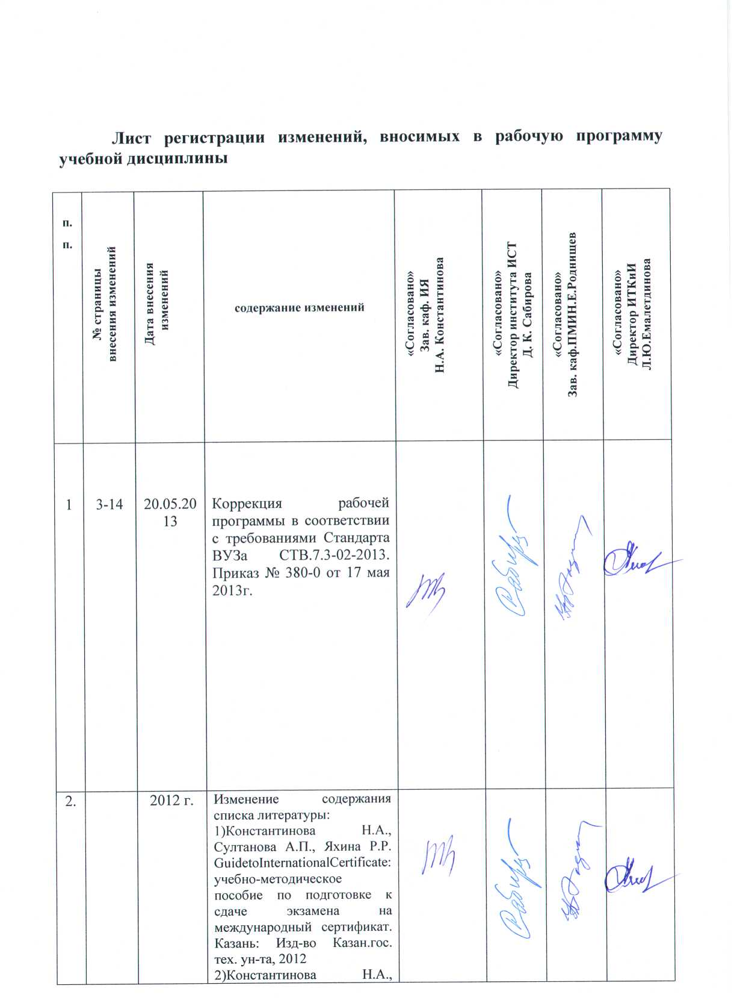 Лист регистрации изменений, вносимых в рабочую программу
учебной дисциплины
п.
п.
№ страницы
внесения изменений
Дата внесения
изменений
содержание изменений
«Согласовано»
Зав. каф. ИЯ
Н.А. Константинова
«Согласовано»
Директор института ИСТ
Д. К. Сабирова
«Согласовано»
Зав. каф.ПМИН.Е.Роднищев
«Согласовано»
Директор ИТКиИ
Л.Ю.Емалетдинова
1
3-14
20.05.20
13
Коррекция рабочей
программы в соответствии
с требованиями Стандарта
ВУЗа СТВ.7.3-02-2013.
Приказ № 380-0 от 17 мая
2013г.
2.
2012 г.
Изменение содержания
списка литературы:
1)Константинова Н.А.,
Султанова А.П., Яхина Р.Р.
GuidetoInternationalCertificate:
учебно-методическое
пособие по подготовке к
сдаче экзамена на
международный сертификат.
Казань: Изд-во Казан.гос.
тех. ун-та, 2012
2)Константинова Н.А.,